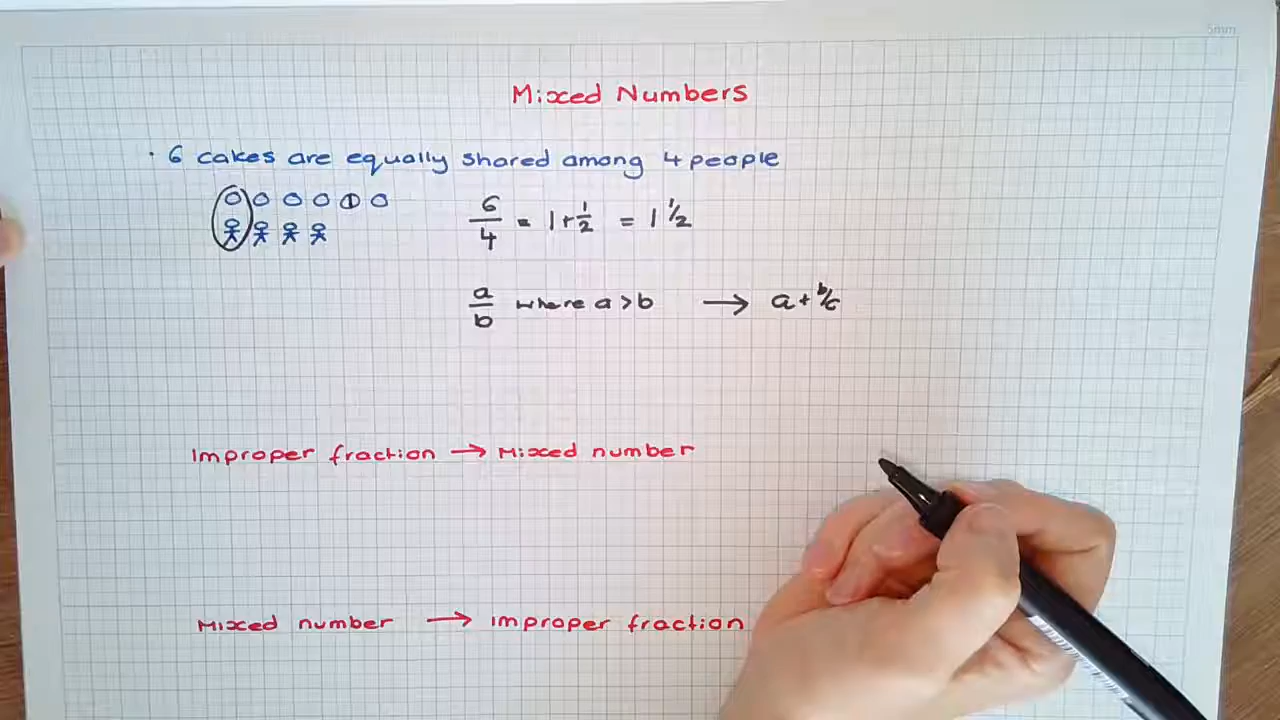 5mm
Mixed Numbers
· 6 cakes are equally shared among 4 people
6/4 = 1+1/2 = 1 1/2
a/b where a>b → a+b/c
Improper fraction → Mixed number
Mixed number → improper fraction